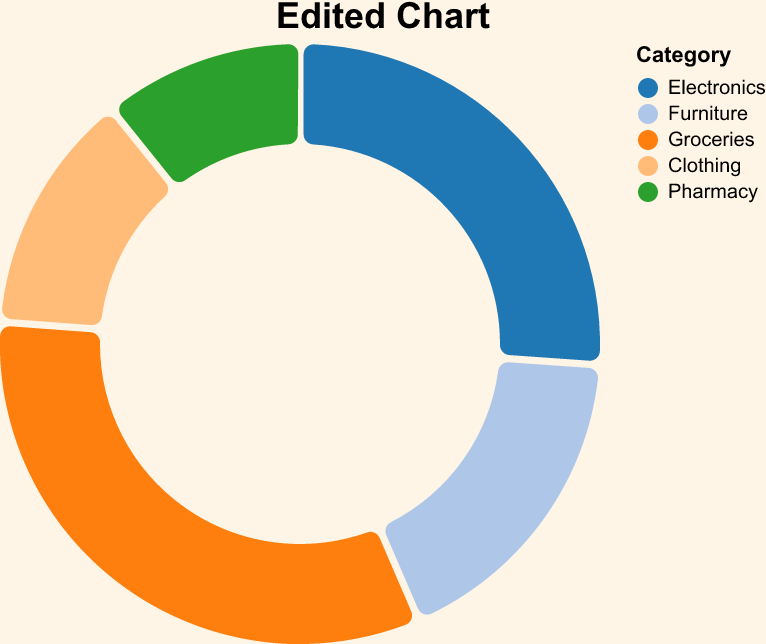 Edited Chart
Category
Electronics
Furniture
Groceries
Clothing
Pharmacy